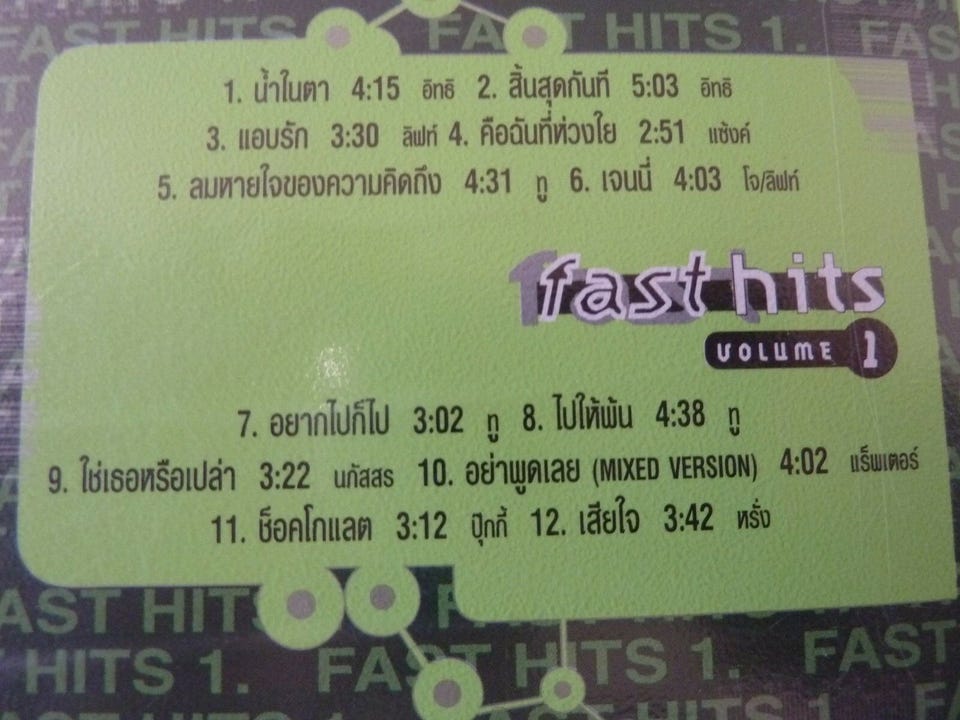 FAST HITS 1. FAST HITS 1. FAST
1. น้ำในตา 4:15 อิทธิ 2. สิ้นสุดกันที 5:03 อิทธิ
3. แอบรัก 3:30 ลิฟท์ 4. คือฉันที่ห่วงใย 2:51 แซ้งค์
5. ลมหายใจของความคิดถึง 4:31 ทู 6. เจนนี่ 4:03 โจ/ลิฟท์
fast hits
VOLUME 1
7. อยากไปก็ไป 3:02 ทู 8. ไปให้พ้น 4:38 ทู
9. ใช่เธอหรือเปล่า 3:22 นภัสสร 10. อย่าพูดเลย (MIXED VERSION) 4:02 แร็พเตอร์
11. ช็อคโกแลต 3:12 ปุ๊กกี้ 12. เสียใจ 3:42 หรั่ง
FAST HITS
HITS 1. FAST HITS 1. FAST